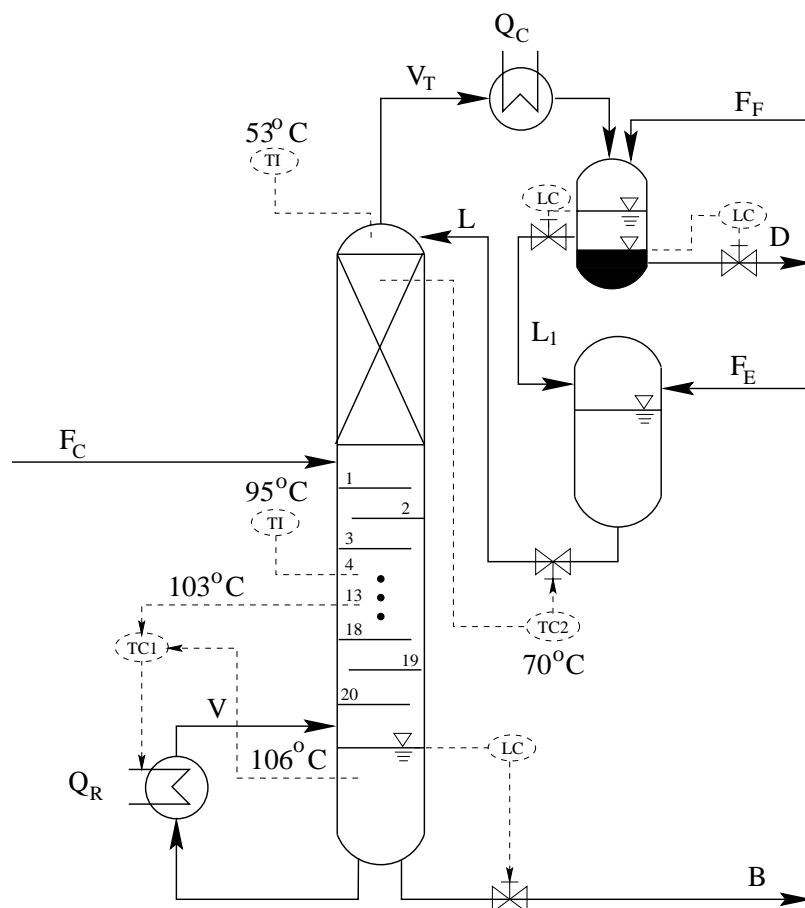 Q_C
V_T
F_F
53°C
TI
LC
L
LC
D
L_1
F_E
F_C
1
95°C
2
TI
3
4
103°C
13
TC1
18
TC2
19
70°C
20
V
106°C
LC
Q_R
B